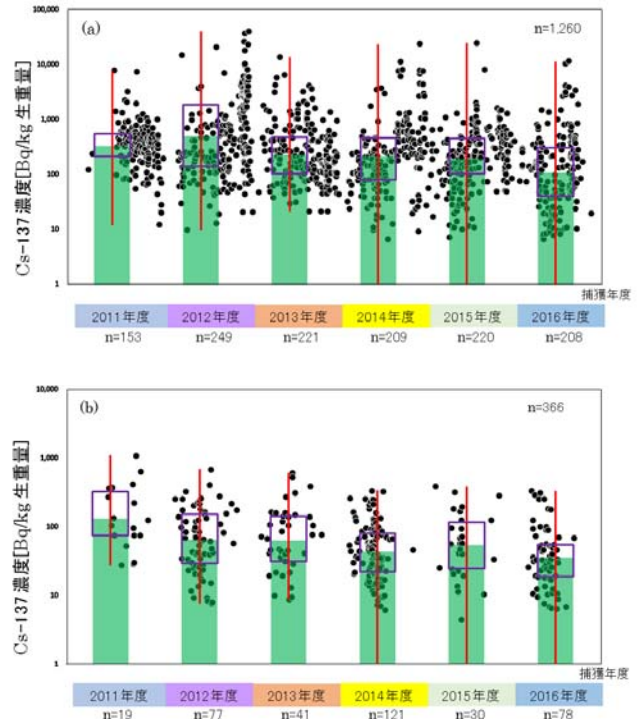 (a)
n=1,260
100,000
10,000
1,000
100
10
1
Cs-137 濃度[Bq/kg 生重量]
捕獲年度
2011年度 2012年度 2013年度 2014年度 2015年度 2016年度
n=153 n=249 n=221 n=209 n=220 n=208
(b)
n=366
10,000
1,000
100
10
1
Cs-137 濃度[Bq/kg 生重量]
捕獲年度
2011年度 2012年度 2013年度 2014年度 2015年度 2016年度
n=19 n=77 n=41 n=121 n=30 n=78